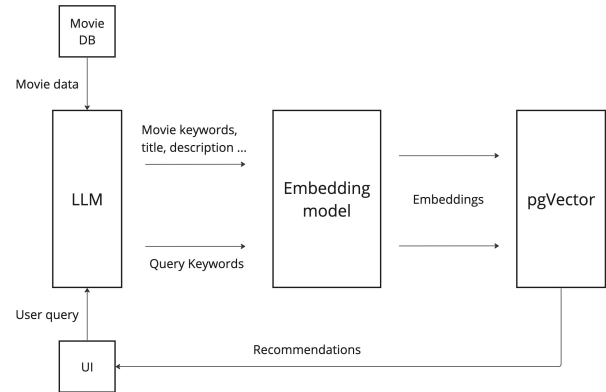 Movie
DB
Movie data
Movie keywords,
title, description ...
LLM
Embedding
model
Embeddings
pgVector
Query Keywords
User query
UI
Recommendations